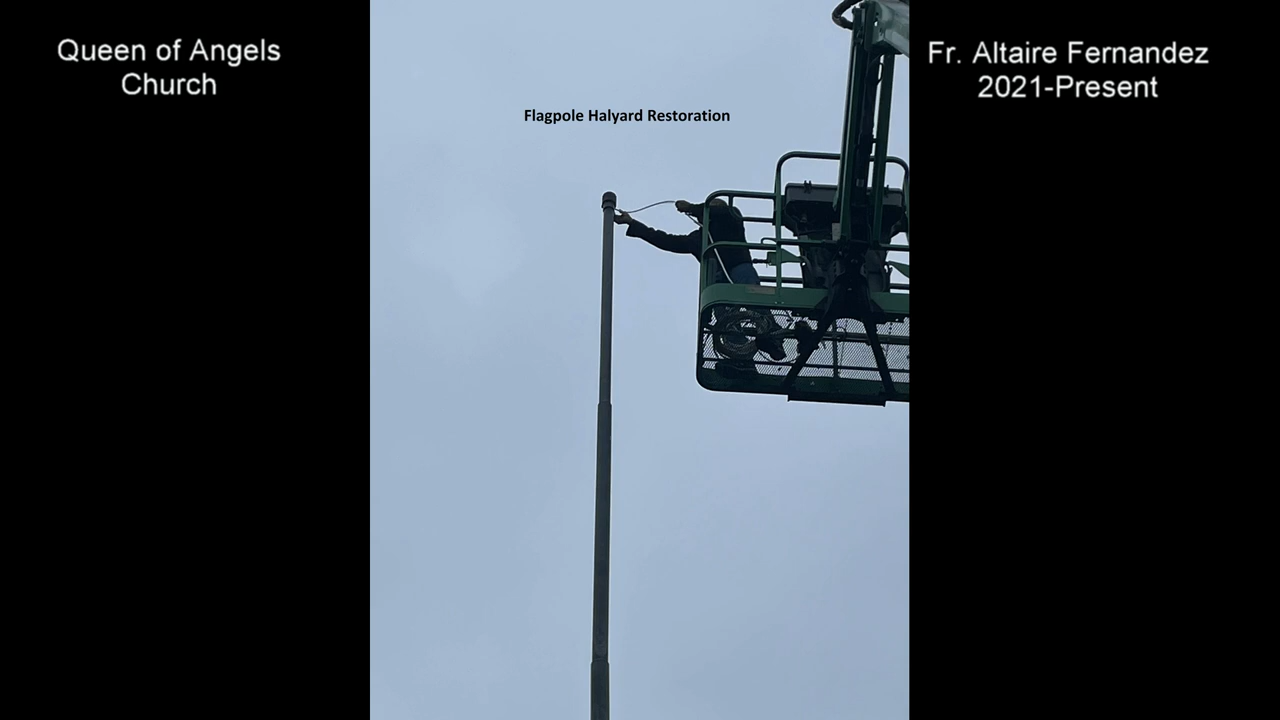 Queen of Angels
Church
Flagpole Halyard Restoration
Fr. Altaire Fernandez
2021-Present